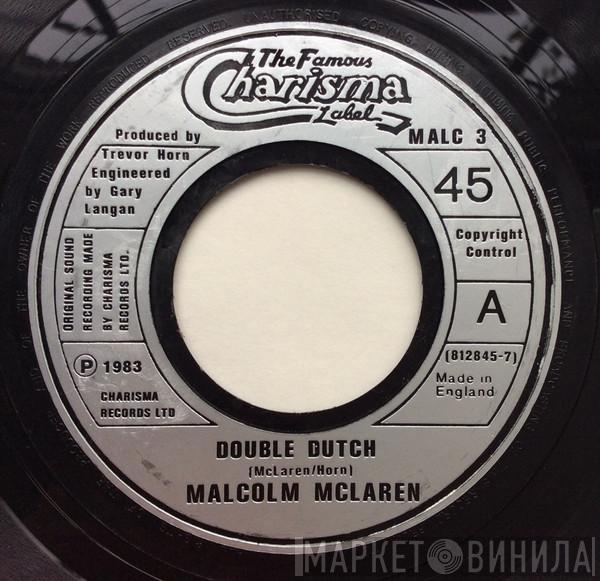 The Famous
Charisma
Label
MALC 3
Produced by
Trevor Horn
Engineered
by Gary
Langan
45
Copyright
Control
ORIGINAL SOUND
RECORDING MADE
BY CHARISMA
RECORDS LTD.
A
(812845-7)
Made in
England
℗ 1983
CHARISMA
RECORDS LTD
DOUBLE DUTCH
(McLaren/Horn)
MALCOLM MCLAREN
МАРКЕТ ВИНИЛА